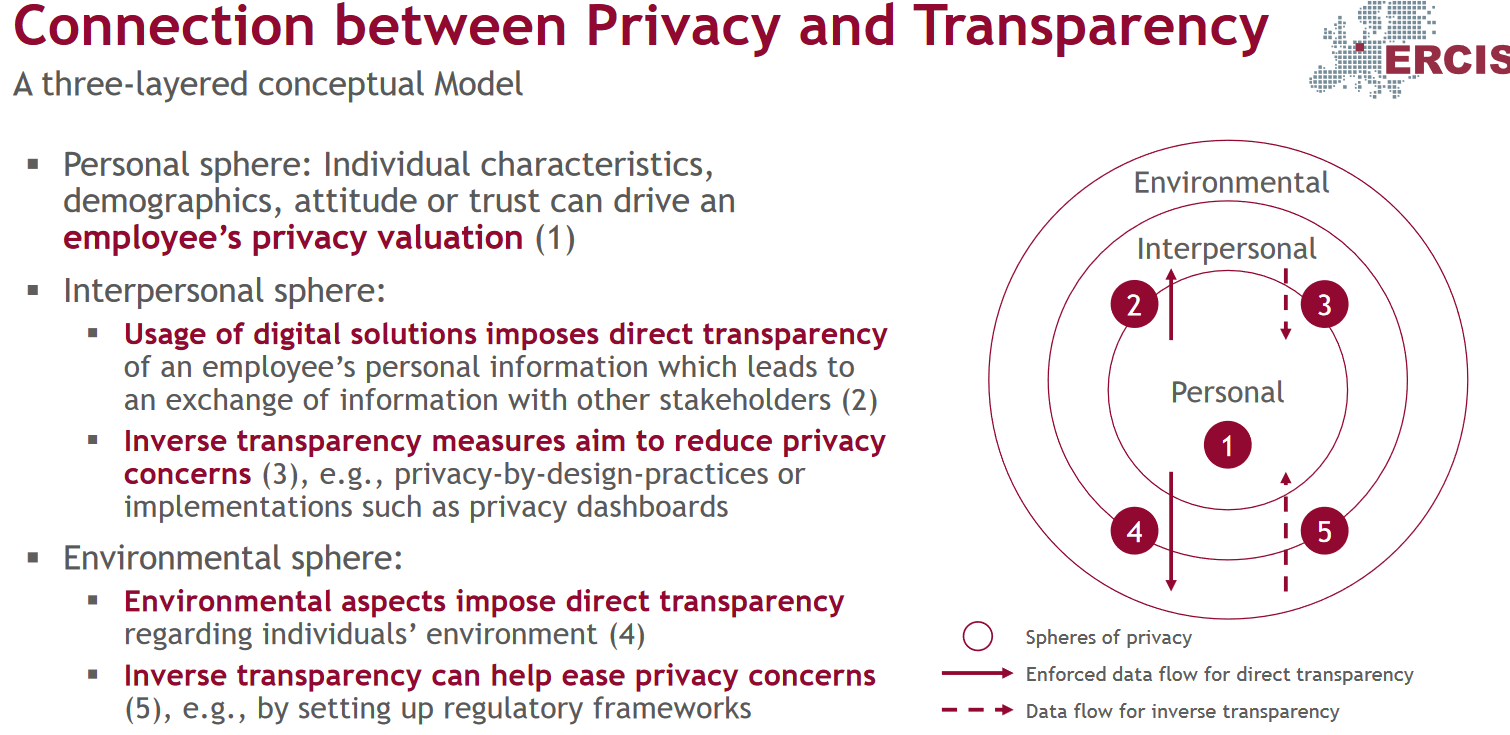 Connection between Privacy and Transparency
ERCIS
A three-layered conceptual Model
▪ Personal sphere: Individual characteristics,
demographics, attitude or trust can drive an
employee’s privacy valuation (1)
▪ Interpersonal sphere:
▪ Usage of digital solutions imposes direct transparency
of an employee’s personal information which leads to
an exchange of information with other stakeholders (2)
▪ Inverse transparency measures aim to reduce privacy
concerns (3), e.g., privacy-by-design-practices or
implementations such as privacy dashboards
▪ Environmental sphere:
▪ Environmental aspects impose direct transparency
regarding individuals’ environment (4)
▪ Inverse transparency can help ease privacy concerns
(5), e.g., by setting up regulatory frameworks
Environmental
Interpersonal
2
3
Personal
1
4
5
Spheres of privacy
Enforced data flow for direct transparency
Data flow for inverse transparency